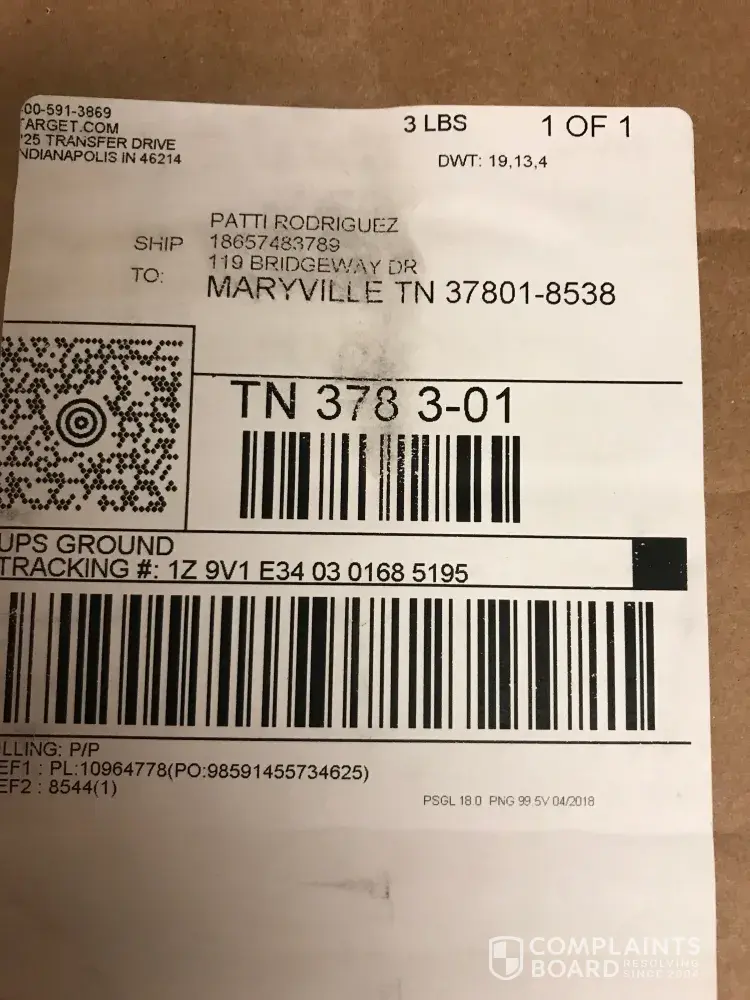 00-591-3869
TARGET.COM
25 TRANSFER DRIVE
INDIANAPOLIS IN 46214
3 LBS
1 OF 1
DWT: 19,13,4
SHIP TO:
PATTI RODRIGUEZ
18657483789
119 BRIDGEWAY DR
MARYVILLE TN 37801-8538
TN 378 3-01
UPS GROUND
TRACKING #: 1Z 9V1 E34 03 0168 5195
LLING: P/P
EF1 : PL:10964778(PO:98591455734625)
EF2 : 8544(1)
PSGL 18.0 PNG 99.5V 04/2018
COMPLAINTS
BOARD RESOLVING SINCE 2004